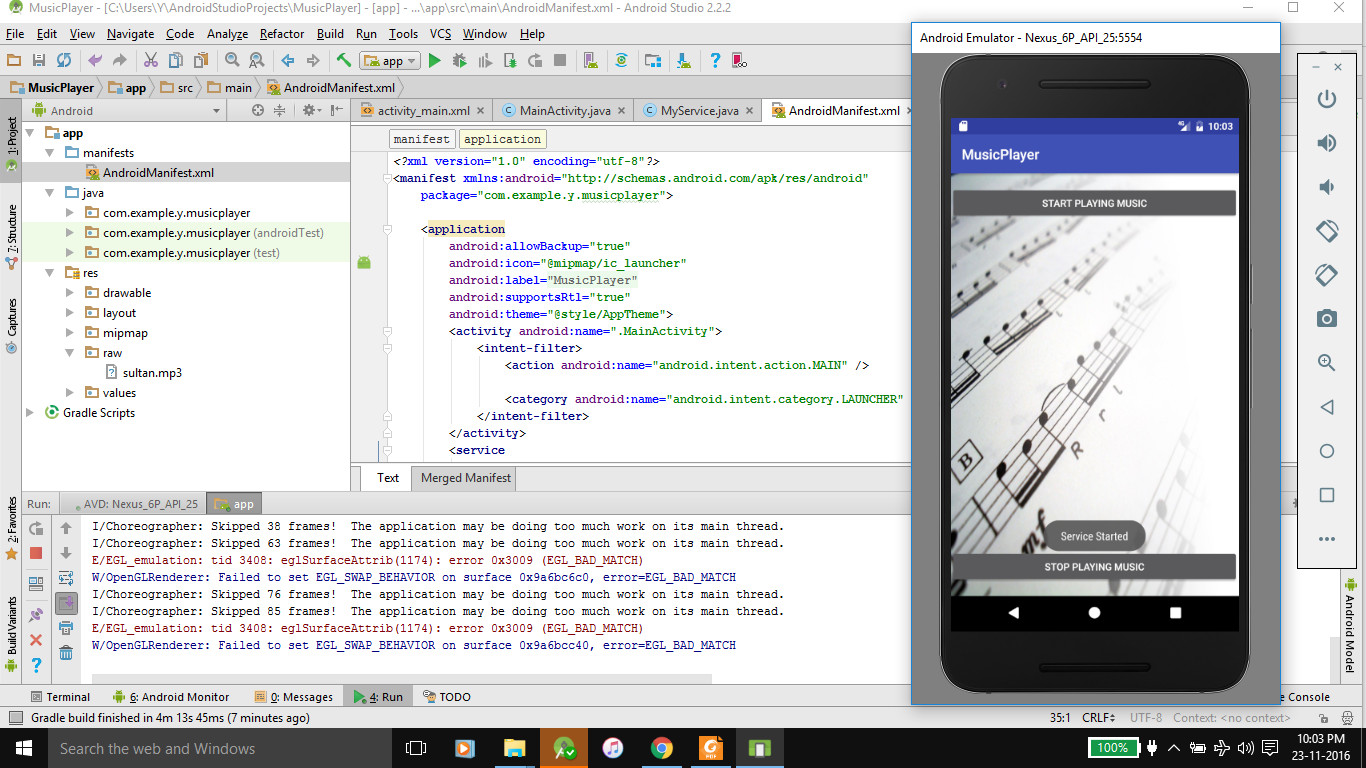 MusicPlayer - [C:\Users\Y\AndroidStudioProjects\MusicPlayer] - [app] - ...\app\src\main\AndroidManifest.xml - Android Studio 2.2.2
File Edit View Navigate Code Analyze Refactor Build Run Tools VCS Window Help
app
MusicPlayer app src main AndroidManifest.xml
Android
activity_main.xml MainActivity.java MyService.java AndroidManifest.xml
1: Project
7: Structure
Captures
2: Favorites
Build Variants
app
manifests
AndroidManifest.xml
java
com.example.y.musicplayer
com.example.y.musicplayer (androidTest)
com.example.y.musicplayer (test)
res
drawable
layout
mipmap
raw
sultan.mp3
values
Gradle Scripts
manifest application
<?xml version="1.0" encoding="utf-8"?>
<manifest xmlns:android="http://schemas.android.com/apk/res/android"
package="com.example.y.musicplayer">
<application
android:allowBackup="true"
android:icon="@mipmap/ic_launcher"
android:label="MusicPlayer"
android:supportsRtl="true"
android:theme="@style/AppTheme">
<activity android:name=".MainActivity">
<intent-filter>
<action android:name="android.intent.action.MAIN" />
<category android:name="android.intent.category.LAUNCHER"
</intent-filter>
</activity>
<service
Text Merged Manifest
Run: AVD: Nexus_6P_API_25 app
I/Choreographer: Skipped 38 frames!  The application may be doing too much work on its main thread.
I/Choreographer: Skipped 63 frames!  The application may be doing too much work on its main thread.
E/EGL_emulation: tid 3408: eglSurfaceAttrib(1174): error 0x3009 (EGL_BAD_MATCH)
W/OpenGLRenderer: Failed to set EGL_SWAP_BEHAVIOR on surface 0x9a6bc6c0, error=EGL_BAD_MATCH
I/Choreographer: Skipped 76 frames!  The application may be doing too much work on its main thread.
I/Choreographer: Skipped 85 frames!  The application may be doing too much work on its main thread.
E/EGL_emulation: tid 3408: eglSurfaceAttrib(1174): error 0x3009 (EGL_BAD_MATCH)
W/OpenGLRenderer: Failed to set EGL_SWAP_BEHAVIOR on surface 0x9a6bcc40, error=EGL_BAD_MATCH
Android Emulator - Nexus_6P_API_25:5554
4G 10:03
MusicPlayer
START PLAYING MUSIC
B
R r l
mf
Service Started
STOP PLAYING MUSIC
Android Model
Terminal 6: Android Monitor 0: Messages 4: Run TODO e Console
Gradle build finished in 4m 13s 45ms (7 minutes ago) 35:1 CRLF UTF-8 Context: <no context>
Search the web and Windows
PDF
100%
10:03 PM
23-11-2016